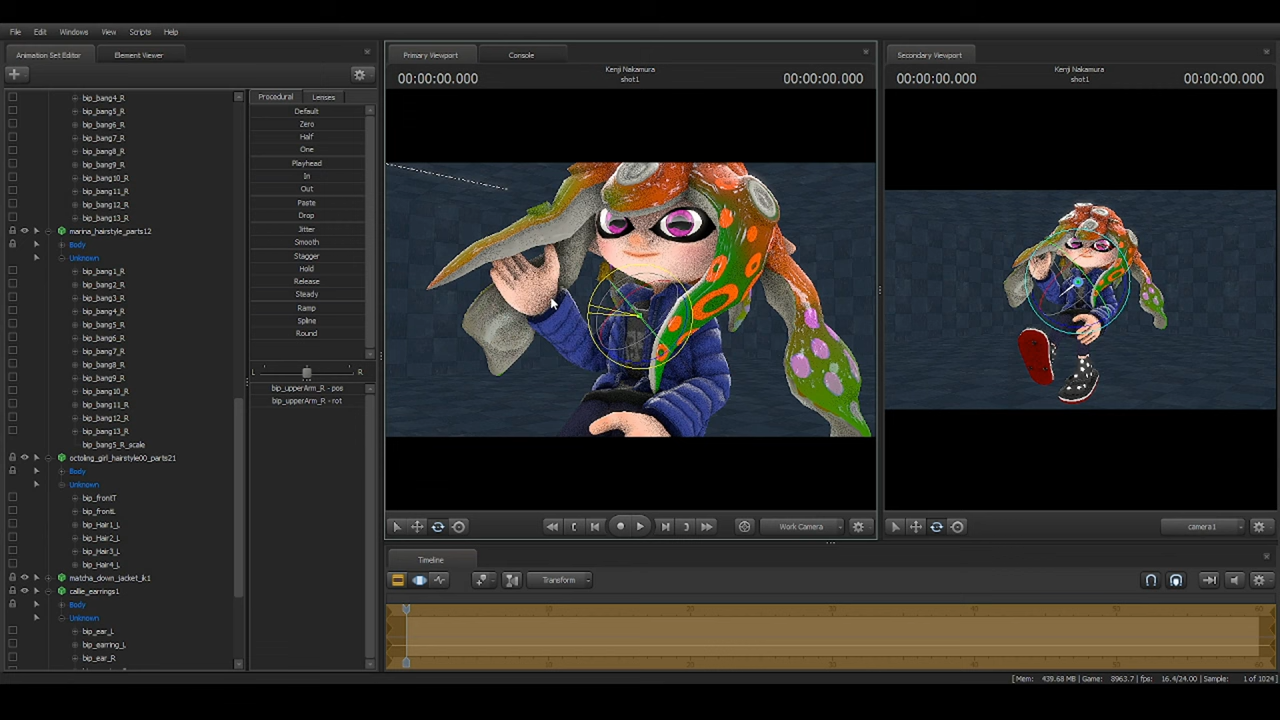 File Edit Windows View Scripts Help
Animation Set Editor Element Viewer
bip_bang4_R
bip_bang5_R
bip_bang6_R
bip_bang7_R
bip_bang8_R
bip_bang9_R
bip_bang10_R
bip_bang11_R
bip_bang12_R
bip_bang13_R
marina_hairstyle_parts12
Body
Unknown
bip_bang1_R
bip_bang2_R
bip_bang3_R
bip_bang4_R
bip_bang5_R
bip_bang6_R
bip_bang7_R
bip_bang8_R
bip_bang9_R
bip_bang10_R
bip_bang11_R
bip_bang12_R
bip_bang13_R
bip_bang5_R_scale
octoling_girl_hairstyle00_parts21
Body
Unknown
bip_frontT
bip_frontL
bip_Hair1_L
bip_Hair2_L
bip_Hair3_L
bip_Hair4_L
matcha_down_jacket_ik1
callie_earrings1
Body
Unknown
bip_ear_L
bip_earring_L
bip_ear_R
Procedural Lenses
Default
Zero
Half
One
Playhead
In
Out
Paste
Drop
Jitter
Smooth
Stagger
Hold
Release
Steady
Ramp
Spline
Round
L R
bip_upperArm_R - pos
bip_upperArm_R - rot
Primary Viewport Console
00:00:00.000 Kenji Nakamura 00:00:00.000
shot1
Work Camera
Secondary Viewport
00:00:00.000 Kenji Nakamura 00:00:00.000
shot1
camera1
Timeline
Transform
[ Mem: 439.68 MB | Game: 8963.7 | fps: 16.4/24.00 Sample: 1 of 1024 ]